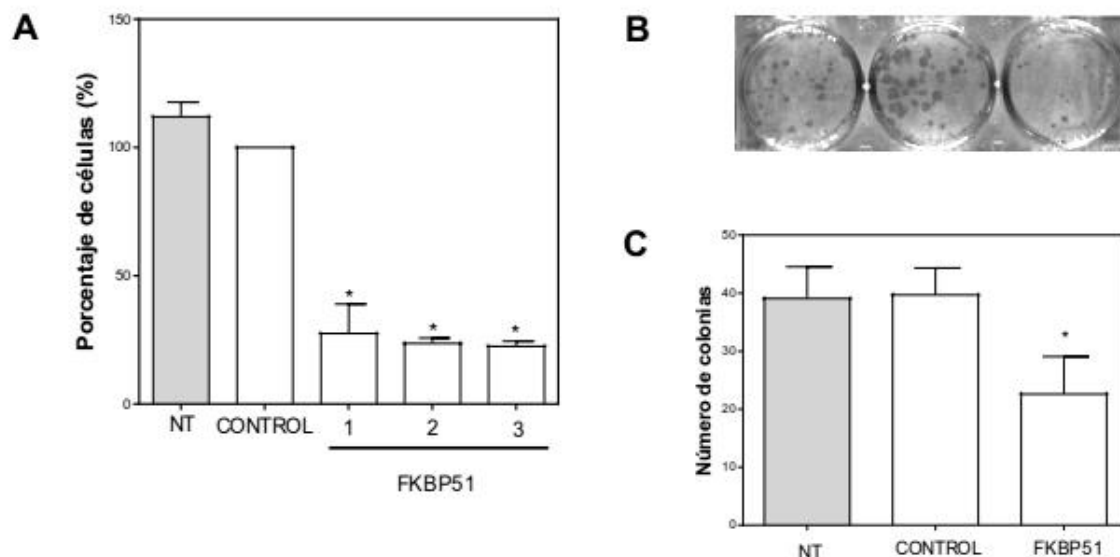 A
Porcentaje de células (%)
150
100
50
0
*
*
*
NT
CONTROL
1
2
3
FKBP51
B
C
Número de colonias
50
40
30
20
10
0
*
NT
CONTROL
FKBP51